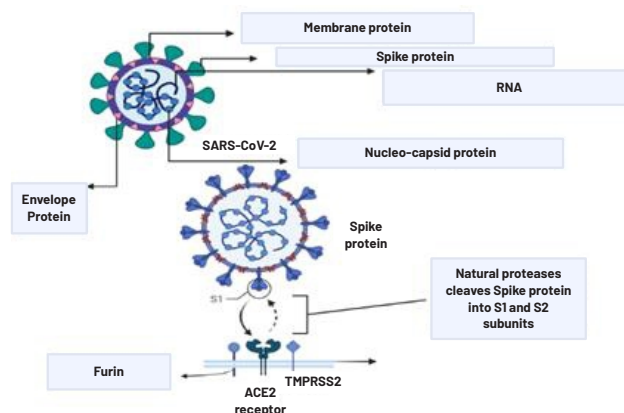 Membrane protein
Spike protein
RNA
SARS-CoV-2
Nucleo-capsid protein
Envelope
Protein
Spike
protein
S1
Natural proteases
cleaves Spike protein
into S1 and S2
subunits
Furin
TMPRSS2
ACE2
receptor